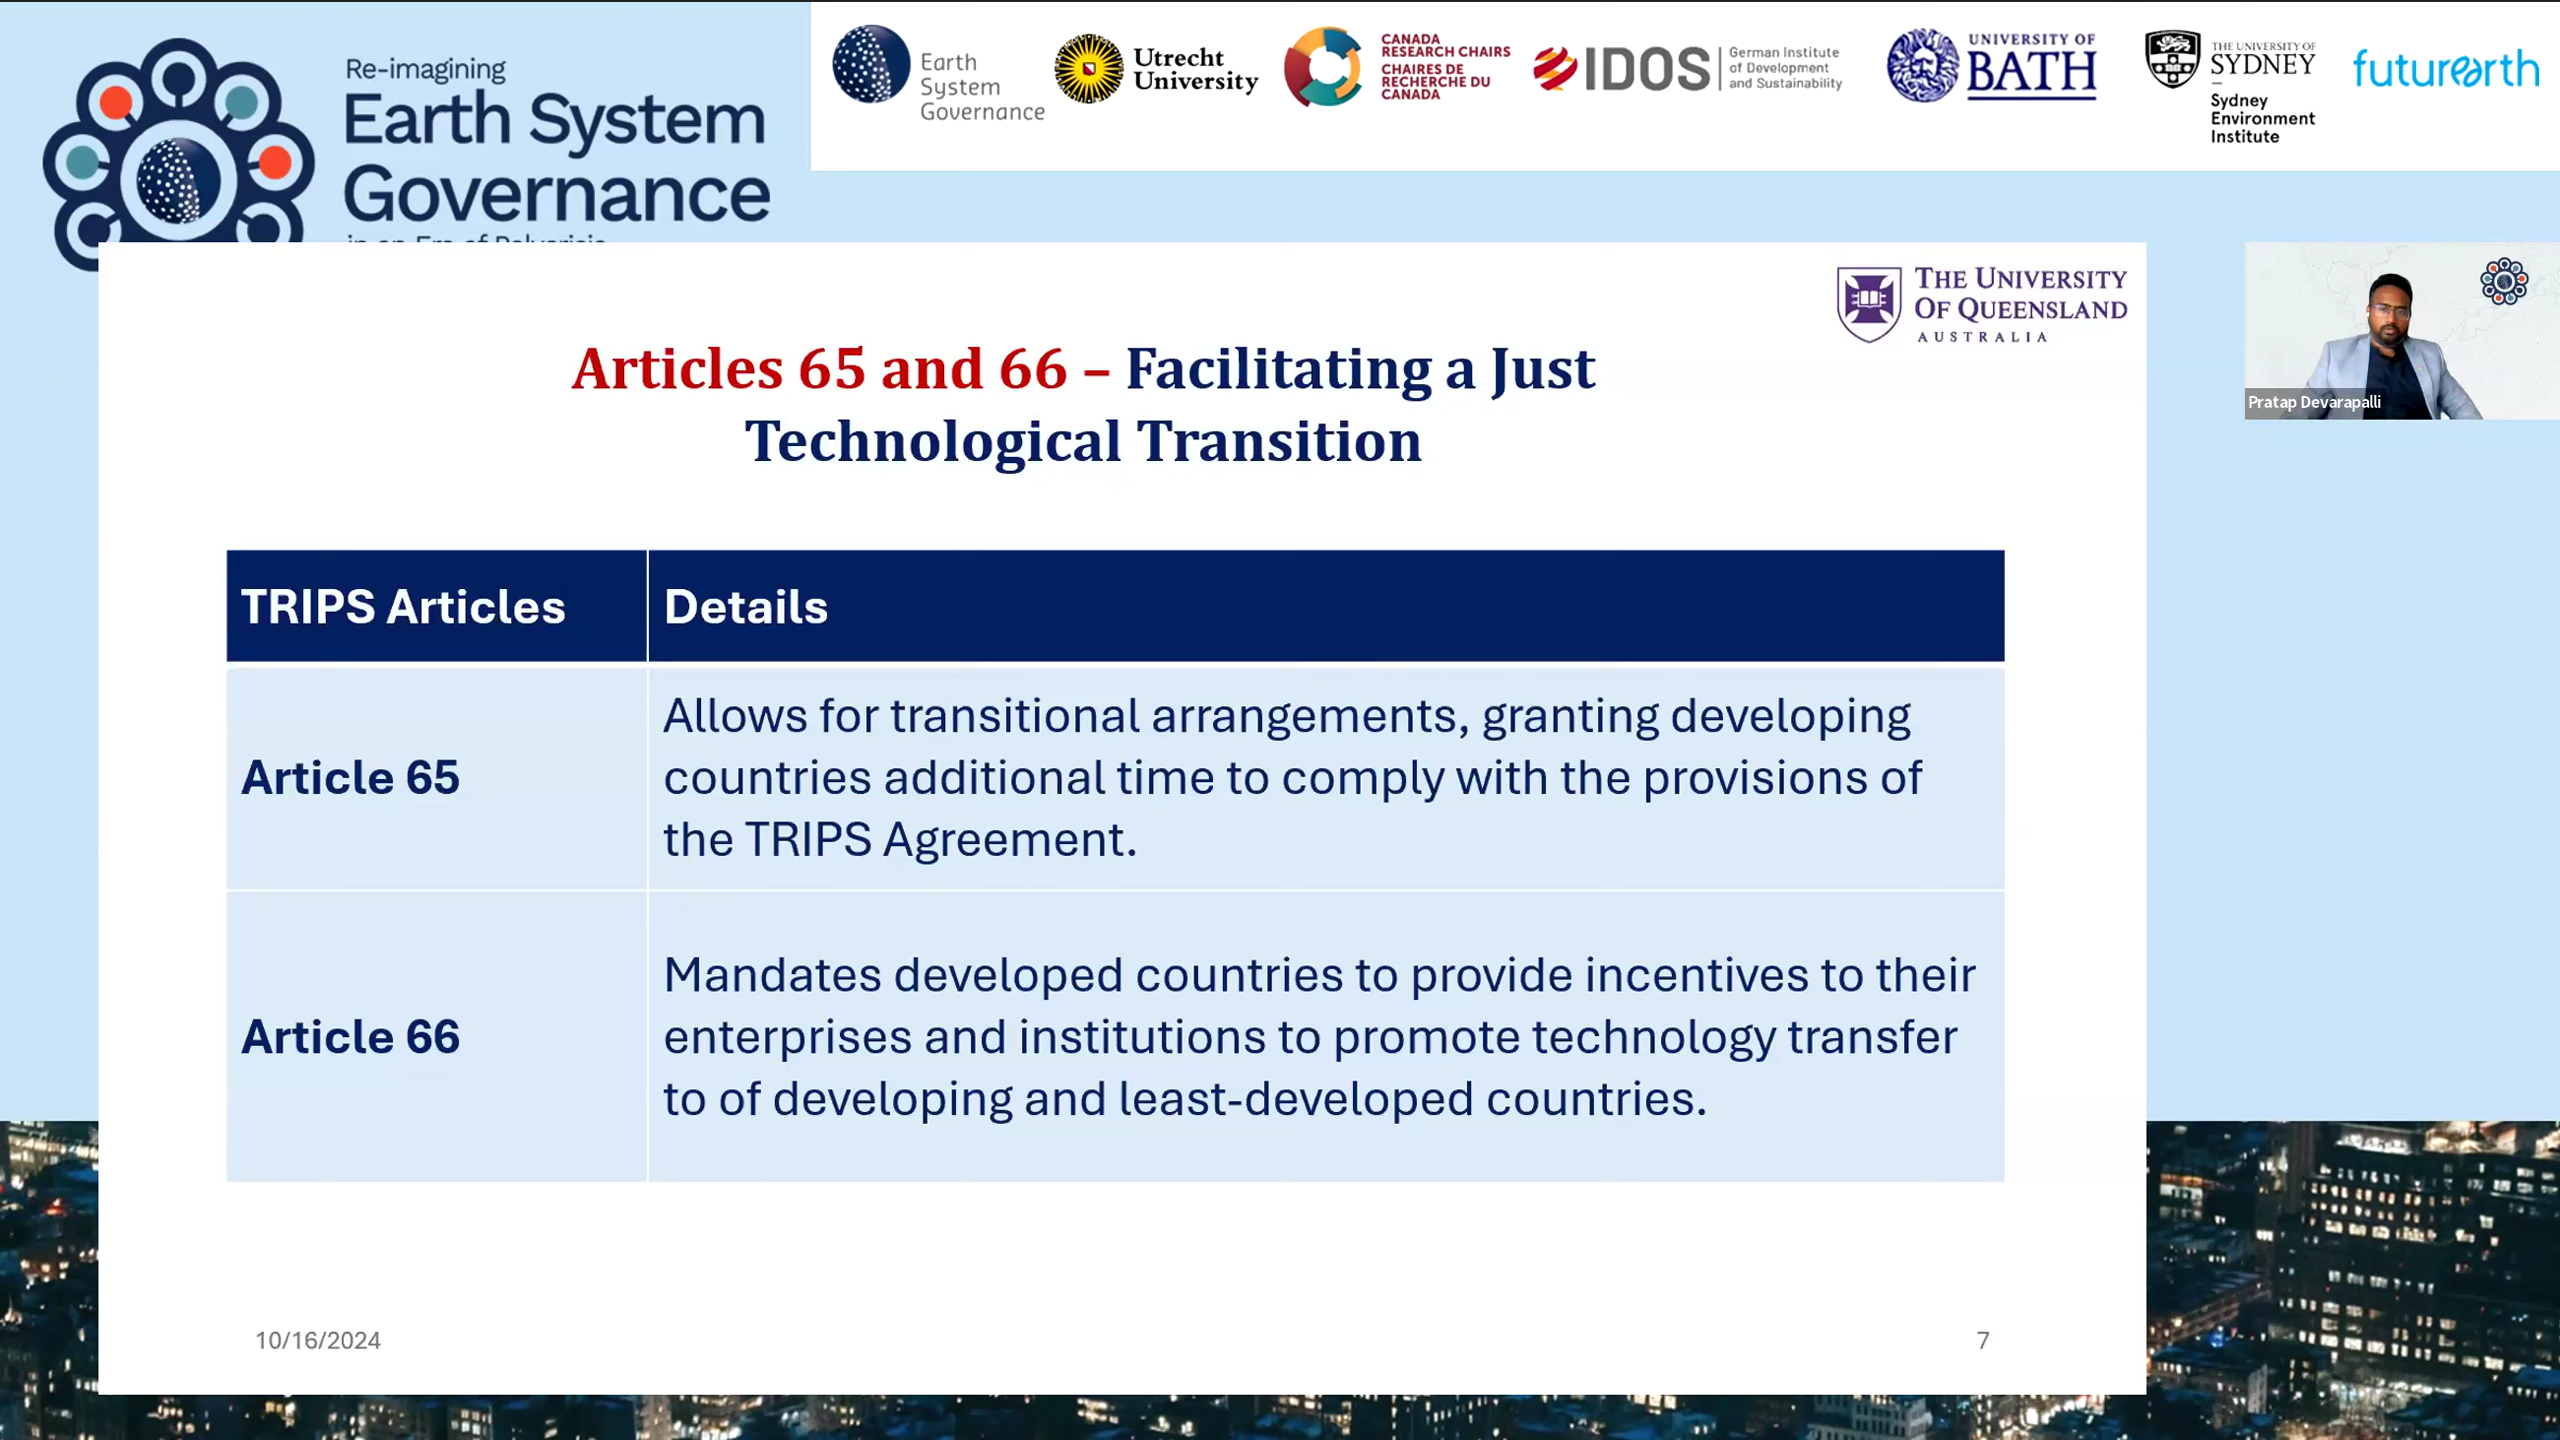 Re-imagining
Earth System
Governance
in an Era of Polycrisis
Earth
System
Governance
Utrecht
University
CANADA
RESEARCH CHAIRS
CHAIRES DE
RECHERCHE DU
CANADA
IDOS
German Institute
of Development
and Sustainability
UNIVERSITY OF
BATH
THE UNIVERSITY OF
SYDNEY
Sydney
Environment
Institute
futurearth
THE UNIVERSITY
OF QUEENSLAND
AUSTRALIA
Pratap Devarapalli
Articles 65 and 66 – Facilitating a Just
Technological Transition
TRIPS Articles
Details
Article 65
Allows for transitional arrangements, granting developing
countries additional time to comply with the provisions of
the TRIPS Agreement.
Article 66
Mandates developed countries to provide incentives to their
enterprises and institutions to promote technology transfer
to of developing and least-developed countries.
10/16/2024
7